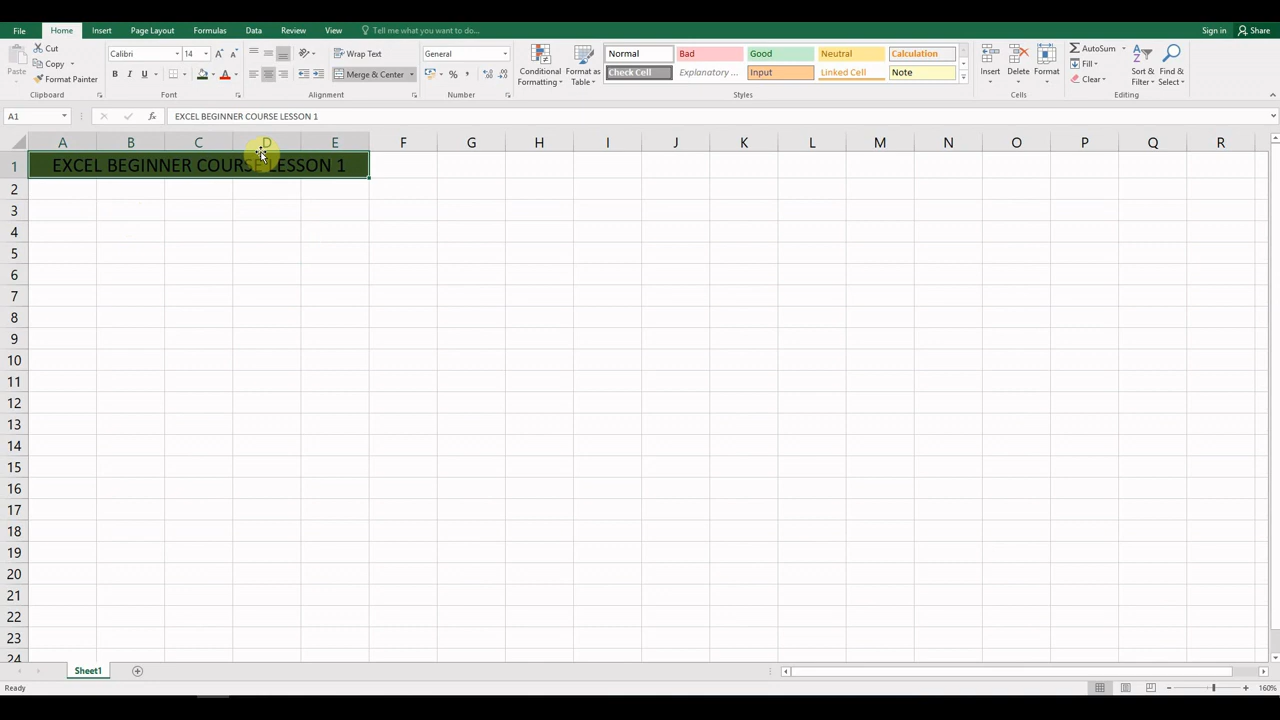 File Home Insert Page Layout Formulas Data Review View Tell me what you want to do... Sign in Share
Paste Cut Copy Format Painter Clipboard
Calibri 14 A A B I U A Font
Wrap Text Merge & Center Alignment
General % , Number
Conditional Formatting Format as Table
Normal Bad Good Neutral Calculation
Check Cell Explanatory ... Input Linked Cell Note
Styles
Insert Delete Format Cells
AutoSum Fill Clear Sort & Filter Find & Select Editing
A1 fx EXCEL BEGINNER COURSE LESSON 1
A B C D E F G H I J K L M N O P Q R
1 EXCEL BEGINNER COURSE LESSON 1
2
3
4
5
6
7
8
9
10
11
12
13
14
15
16
17
18
19
20
21
22
23
24
Sheet1
Ready 160%